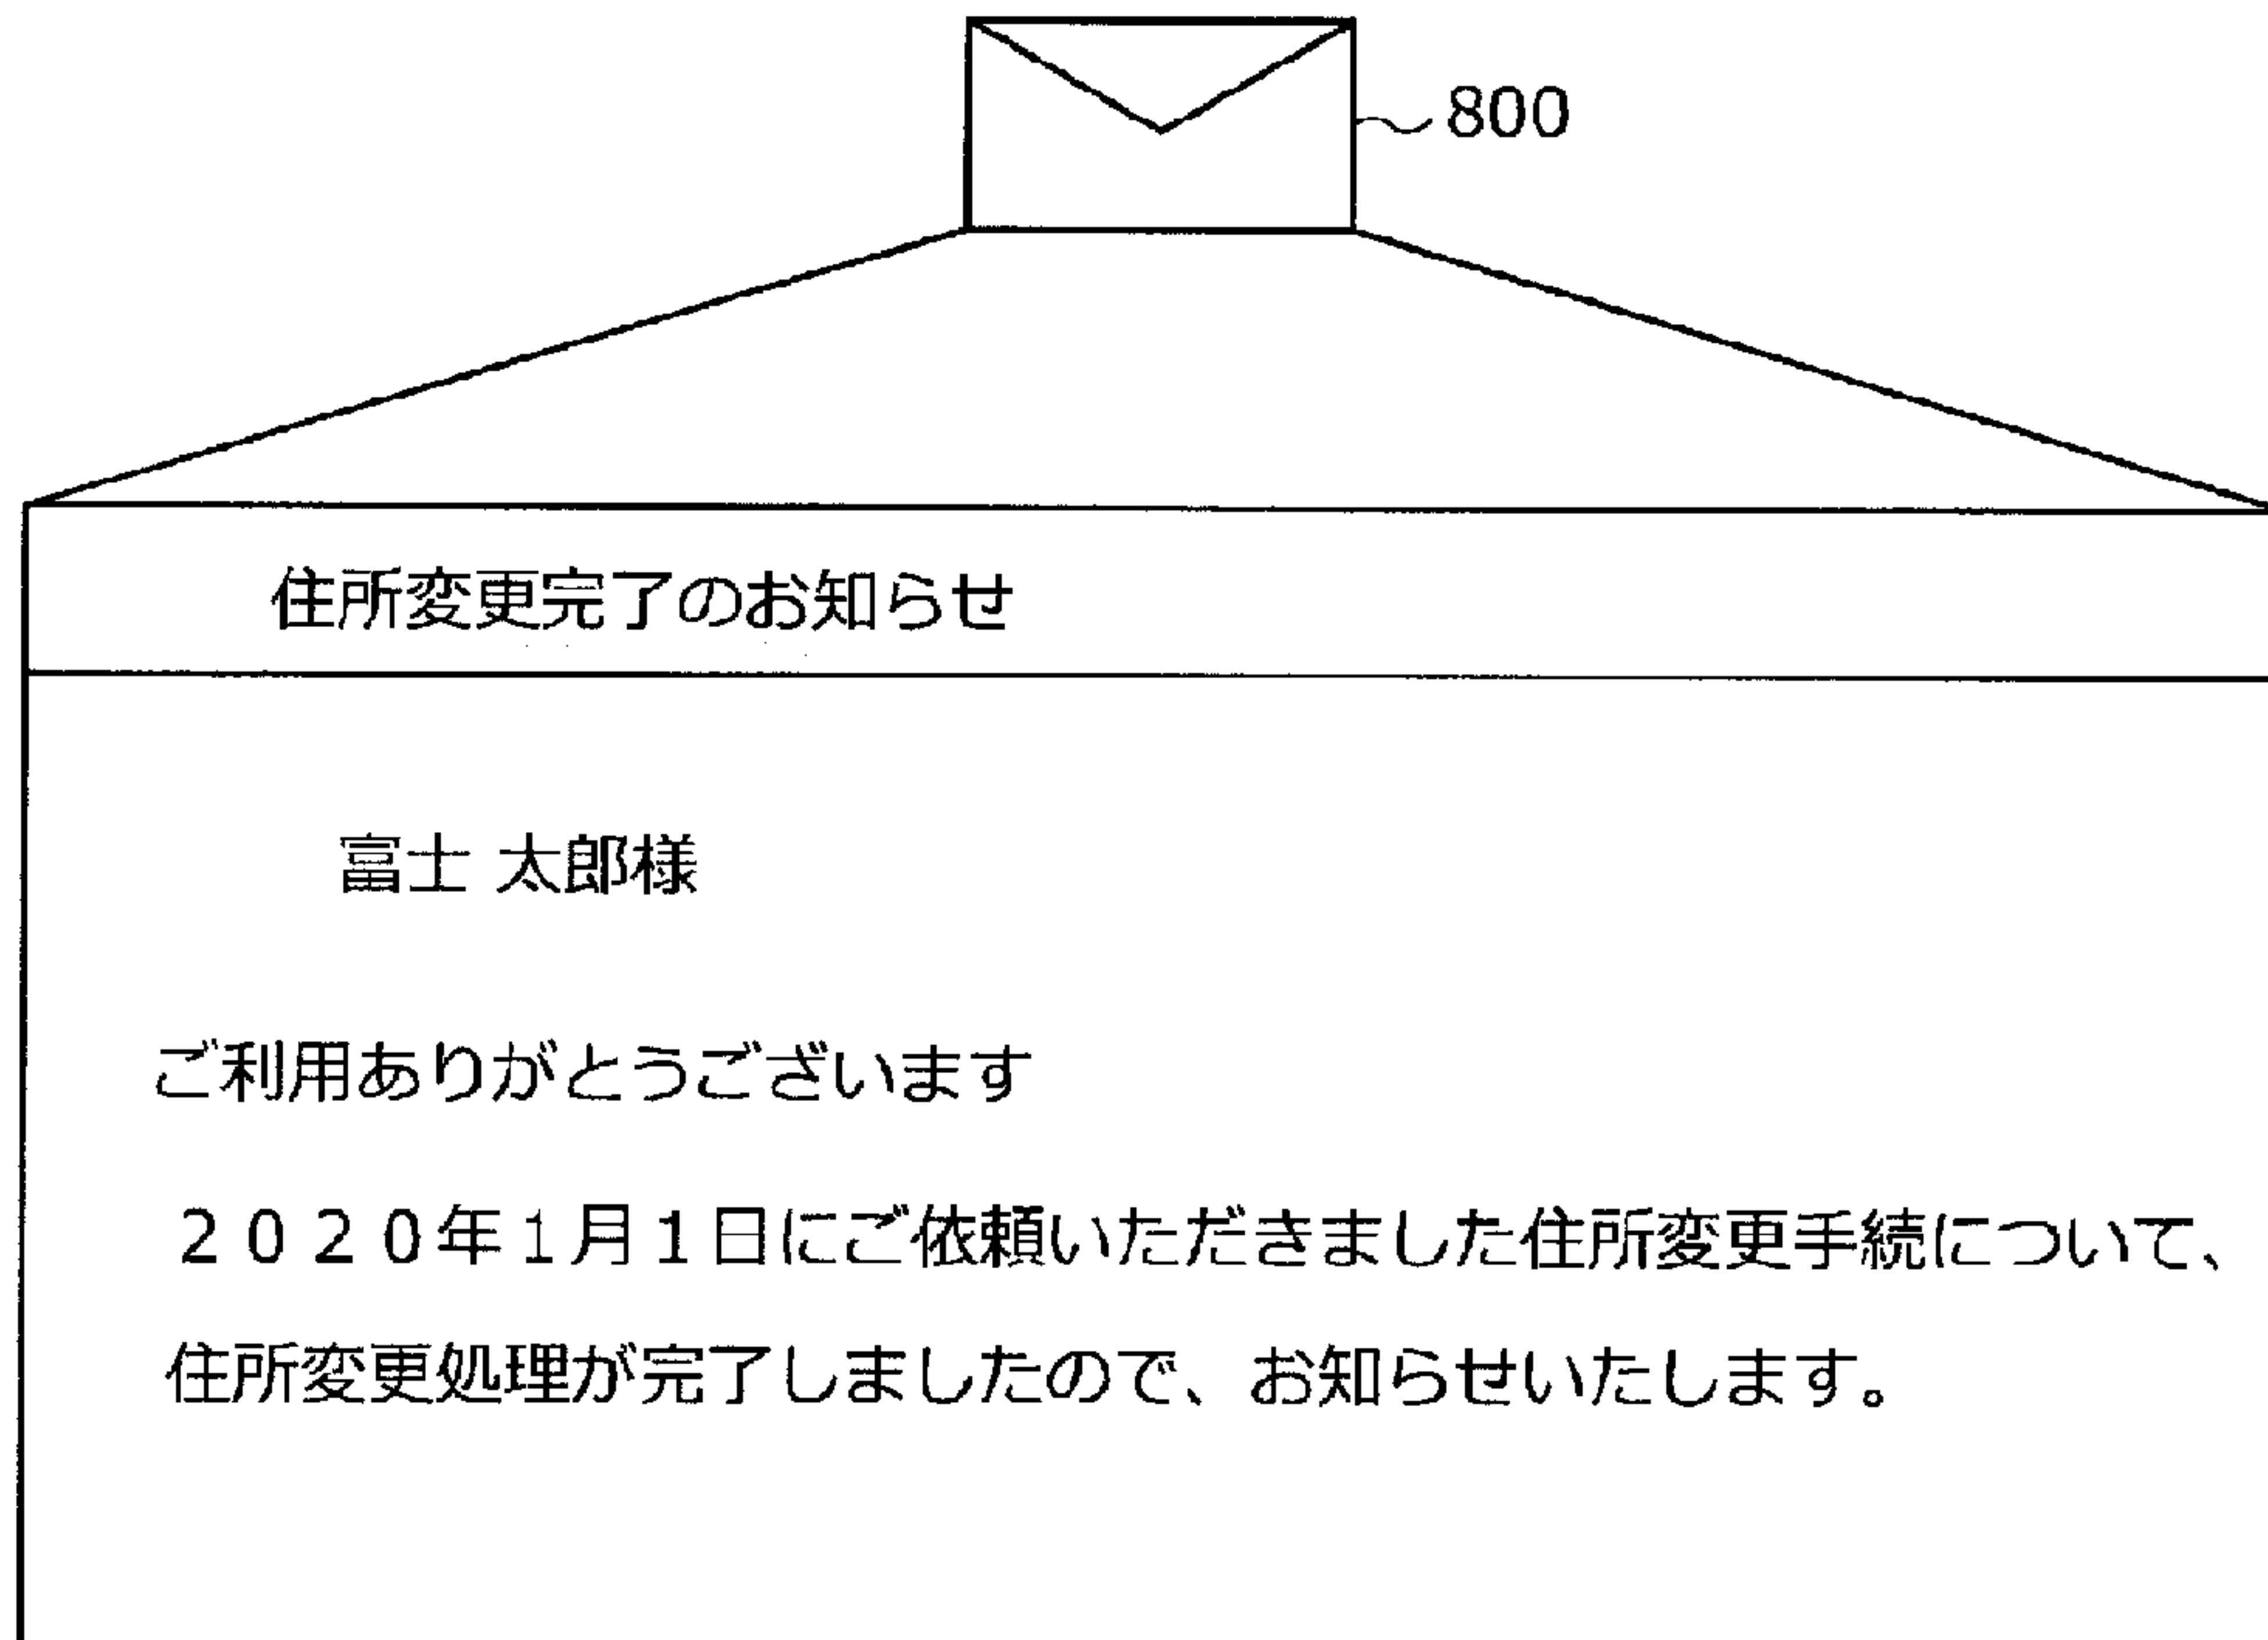 800
住所変更完了のお知らせ
富士 太郎様
ご利用ありがとうございます
２０２０年１月１日にご依頼いただきました住所変更手続について、
住所変更処理が完了しましたので、お知らせいたします。